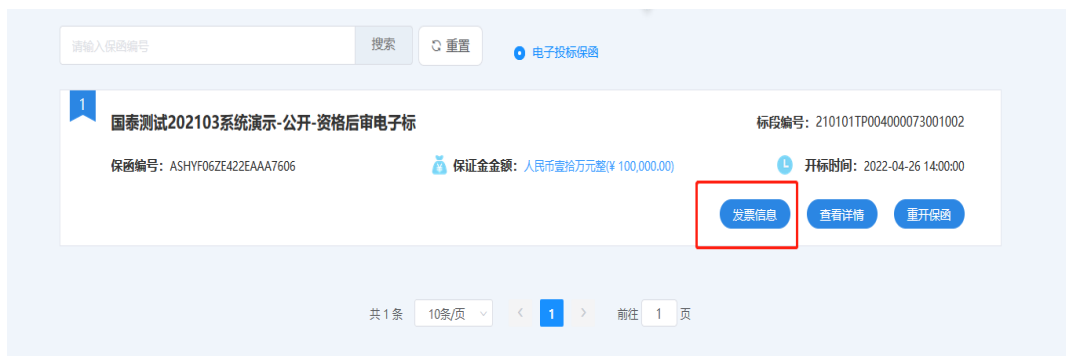 请输入保函编号 搜索 重置 电子投标保函
1
国泰测试202103系统演示-公开-资格后审电子标 标段编号：210101TP004000073001002
保函编号：ASHYF06ZE422EAAA7606 保证金金额：人民币壹拾万元整(¥ 100,000.00) 开标时间：2022-04-26 14:00:00
发票信息 查看详情 重开保函
共 1 条 10条/页 1 前往 1 页